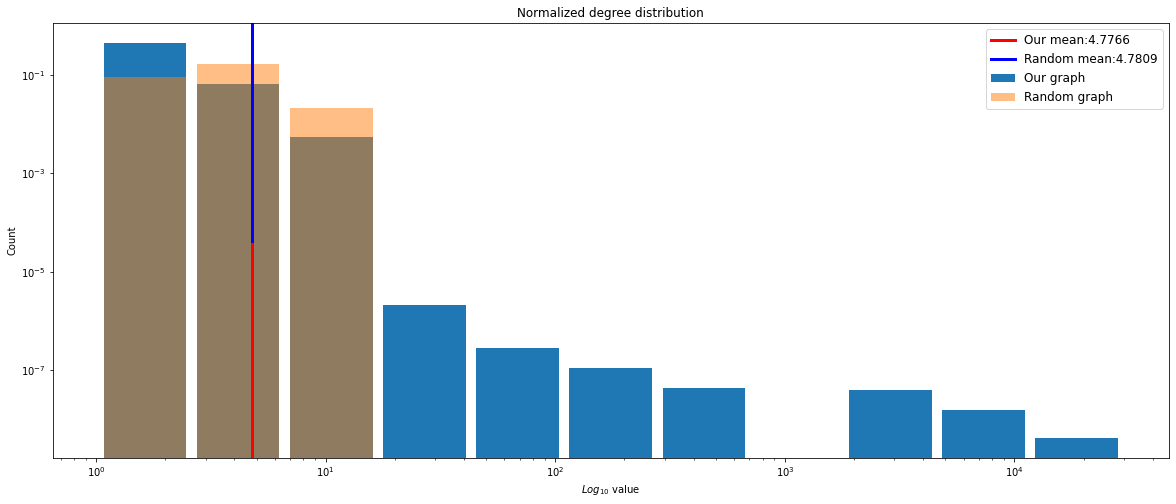 Normalized degree distribution
Our mean:4.7766
Random mean:4.7809
Our graph
Random graph
Count
10⁻¹
10⁻³
10⁻⁵
10⁻⁷
10⁰ 10¹ 10² 10³ 10⁴
Log₁₀ value